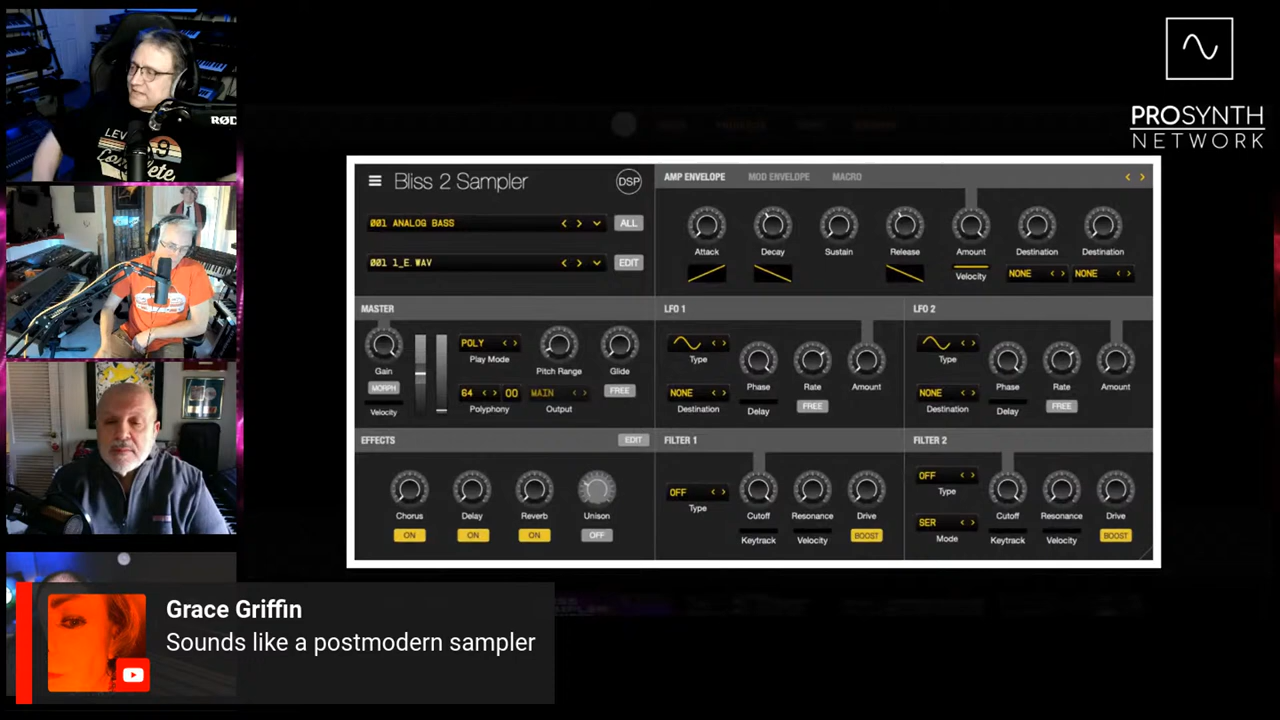 RØD
LEV
9
Complete
PROSYNTH
NETWORK
Bliss 2 Sampler
DSP
001 ANALOG BASS
ALL
001 1_E.WAV
EDIT
AMP ENVELOPE MOD ENVELOPE MACRO
Attack Decay Sustain Release Amount Destination Destination
Velocity NONE NONE
MASTER
Gain
MORPH
Velocity
POLY
Play Mode
Pitch Range
Glide
64 00 MAIN FREE
Polyphony Output
LFO 1
Type
NONE
Destination
Phase Rate Amount
Delay FREE
LFO 2
Type
NONE
Destination
Phase Rate Amount
Delay FREE
EFFECTS EDIT
Chorus Delay Reverb Unison
ON ON ON OFF
FILTER 1
OFF
Type
Cutoff Resonance Drive
Keytrack Velocity BOOST
FILTER 2
OFF
Type
SER
Mode
Cutoff Resonance Drive
Keytrack Velocity BOOST
Grace Griffin
Sounds like a postmodern sampler